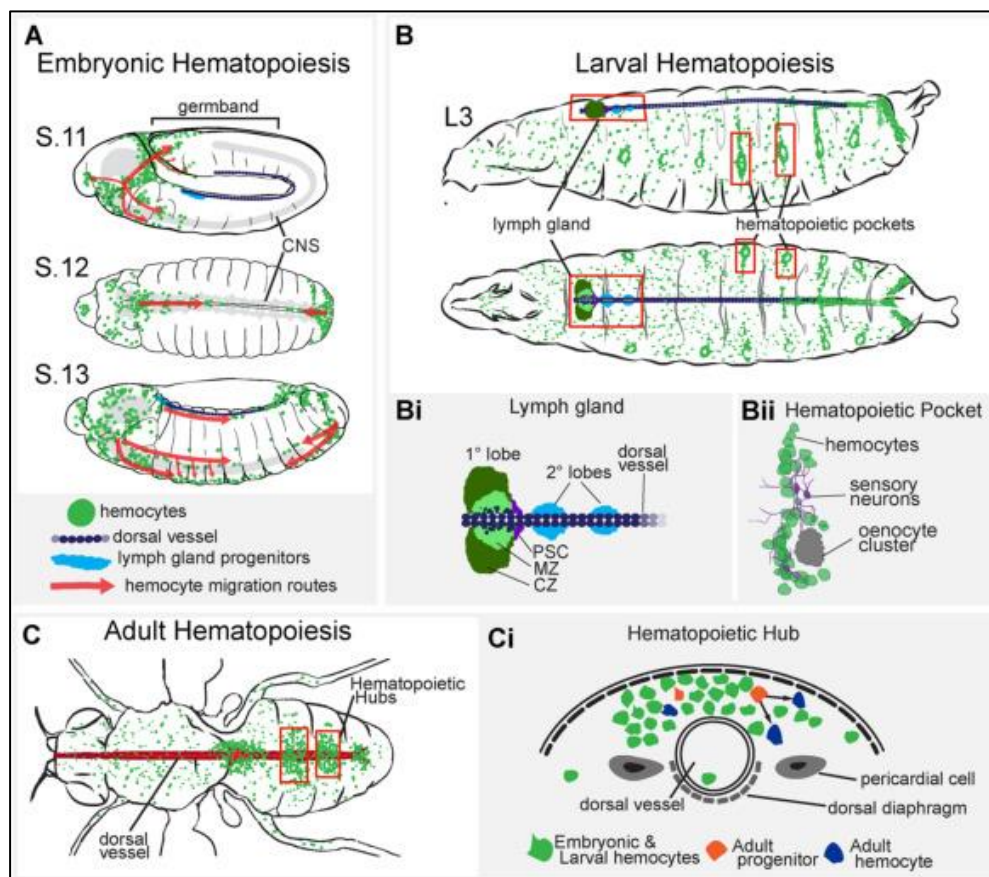 A
Embryonic Hematopoiesis
germband
S.11
CNS
S.12
S.13
hemocytes
dorsal vessel
lymph gland progenitors
hemocyte migration routes
B
Larval Hematopoiesis
L3
lymph gland
hematopoietic pockets
Bi
Lymph gland
1° lobe
2° lobes
dorsal
vessel
PSC
MZ
CZ
Bii
Hematopoietic Pocket
hemocytes
sensory
neurons
oenocyte
cluster
C
Adult Hematopoiesis
Hematopoietic
Hubs
dorsal
vessel
Ci
Hematopoietic Hub
dorsal vessel
pericardial cell
dorsal diaphragm
Embryonic &
Larval hemocytes
Adult
progenitor
Adult
hemocyte